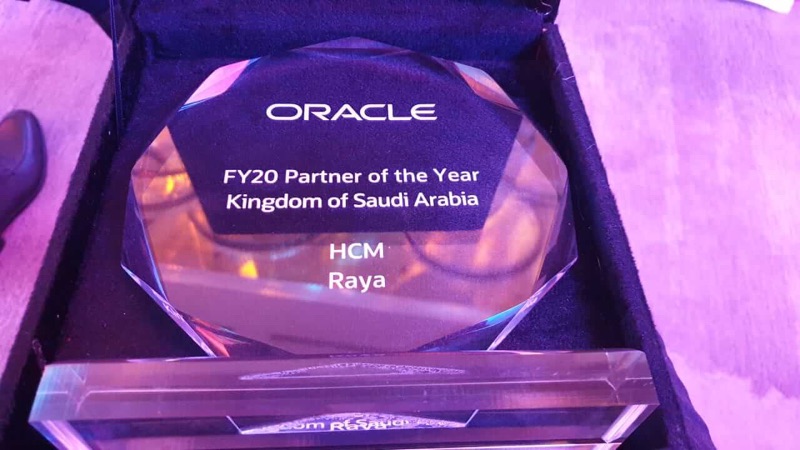 ORACLE
FY20 Partner of the Year
Kingdom of Saudi Arabia
HCM
Raya